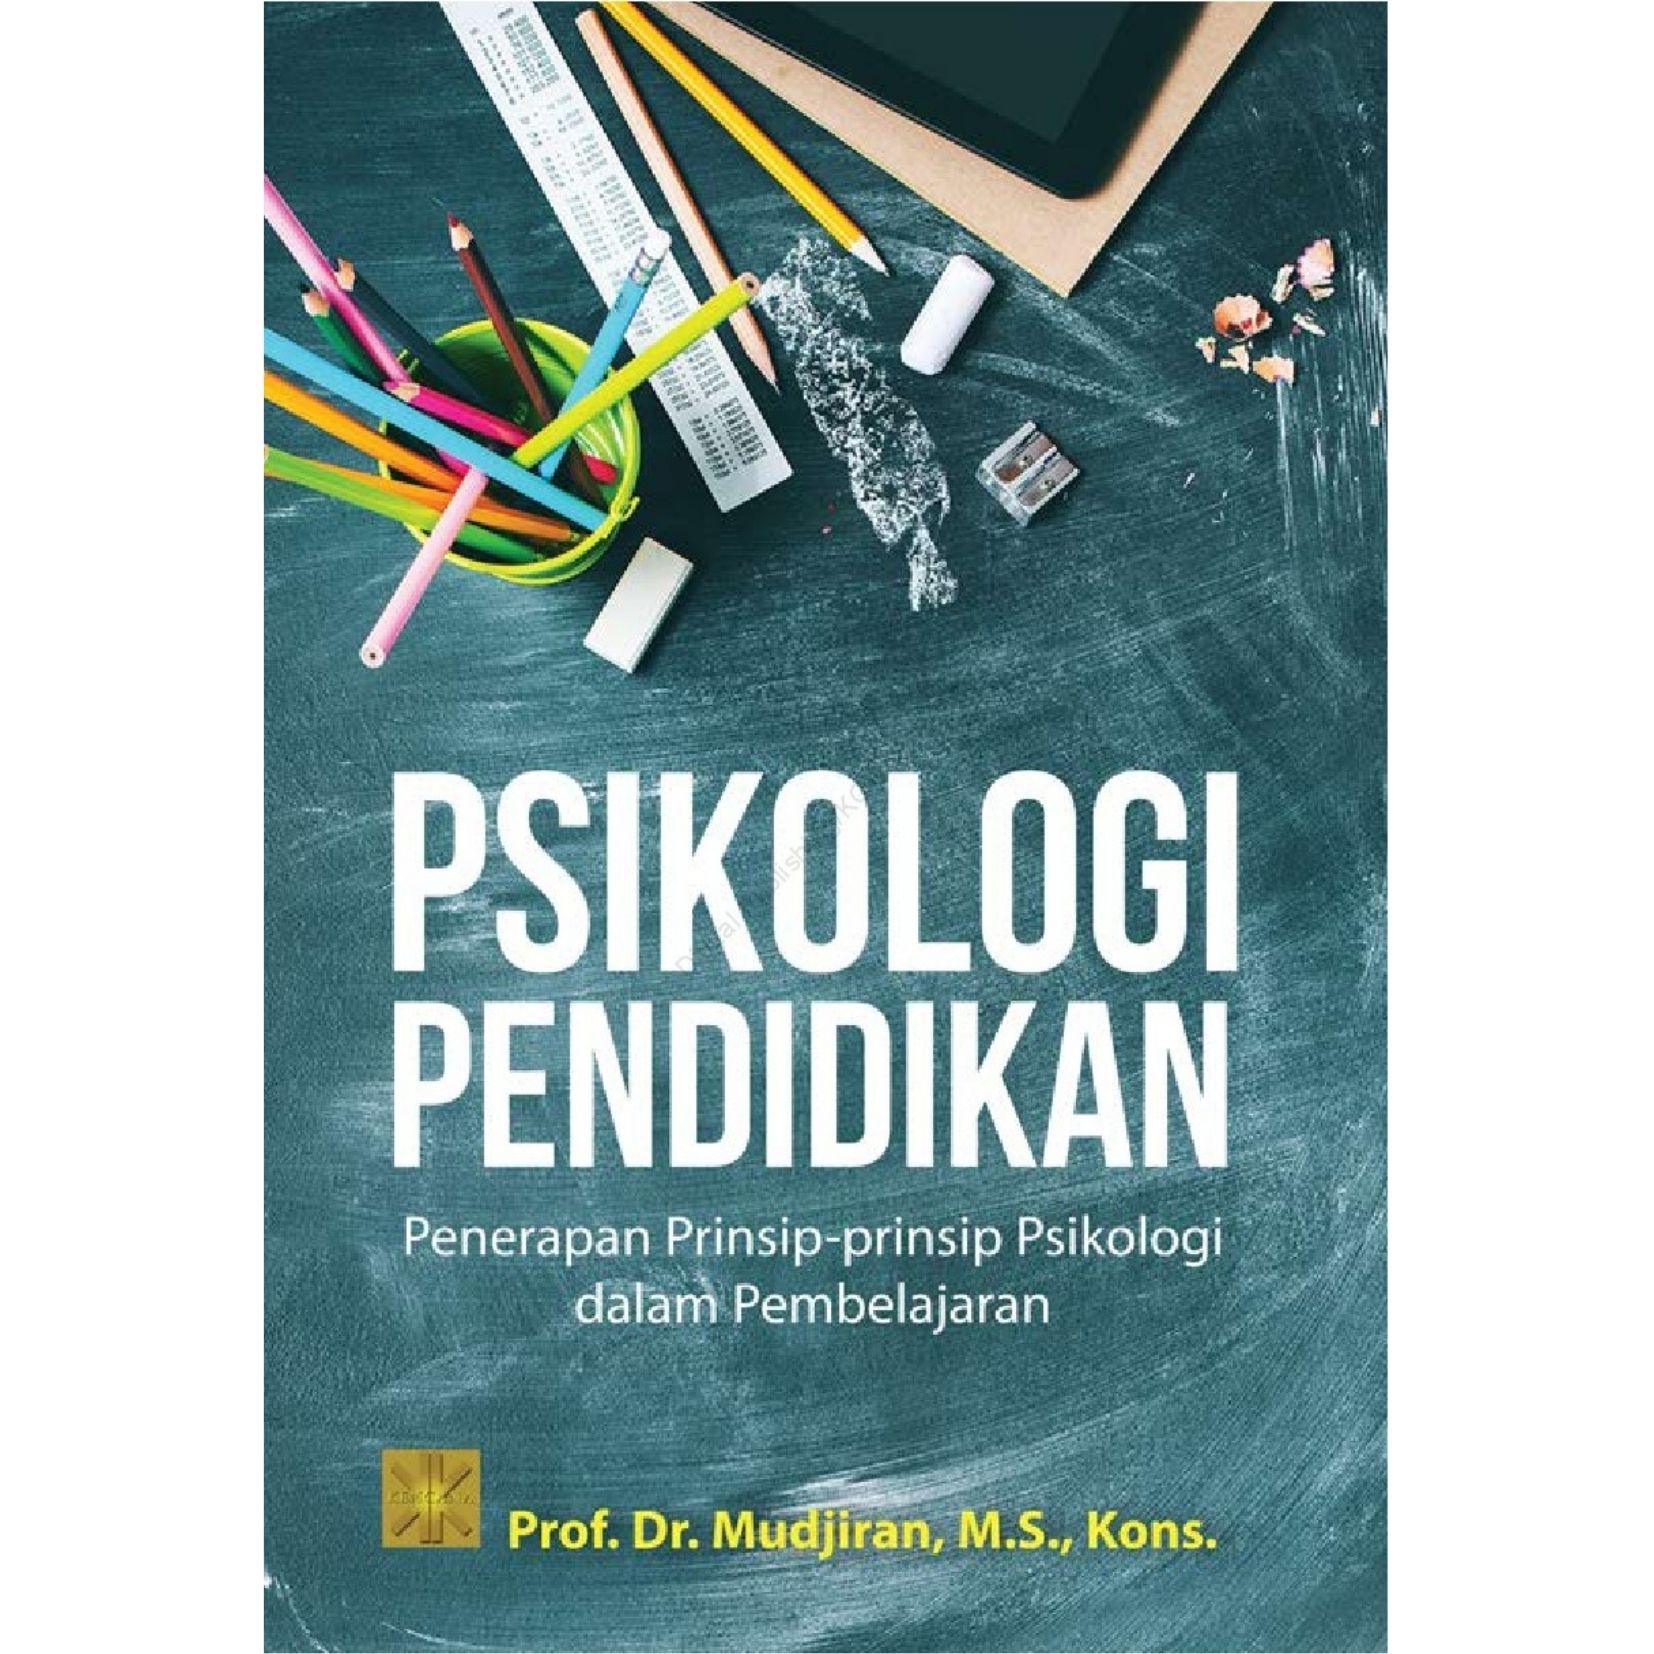 PSIKOLOGI
PENDIDIKAN
Penerapan Prinsip-prinsip Psikologi
dalam Pembelajaran
Prof. Dr. Mudjiran, M.S., Kons.